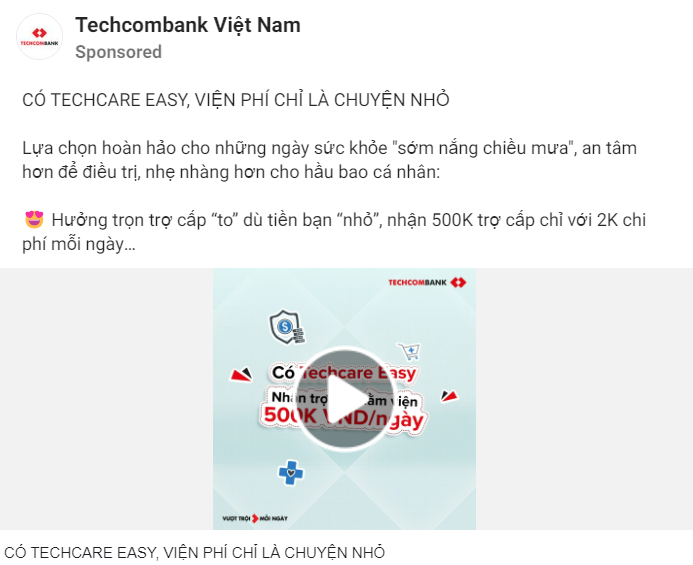 Techcombank Việt Nam
TECHCOMBANK
Sponsored
CÓ TECHCARE EASY, VIỆN PHÍ CHỈ LÀ CHUYỆN NHỎ
Lựa chọn hoàn hảo cho những ngày sức khỏe "sớm nắng chiều mưa", an tâm
hơn để điều trị, nhẹ nhàng hơn cho hầu bao cá nhân:
😍 Hưởng trọn trợ cấp “to” dù tiền bạn “nhỏ”, nhận 500K trợ cấp chỉ với 2K chi
phí mỗi ngày…
TECHCOMBANK
Có Techcare Easy
Nhận trợ viện
500K VND/ngày
VƯỢT TRỘI MỖI NGÀY
CÓ TECHCARE EASY, VIỆN PHÍ CHỈ LÀ CHUYỆN NHỎ